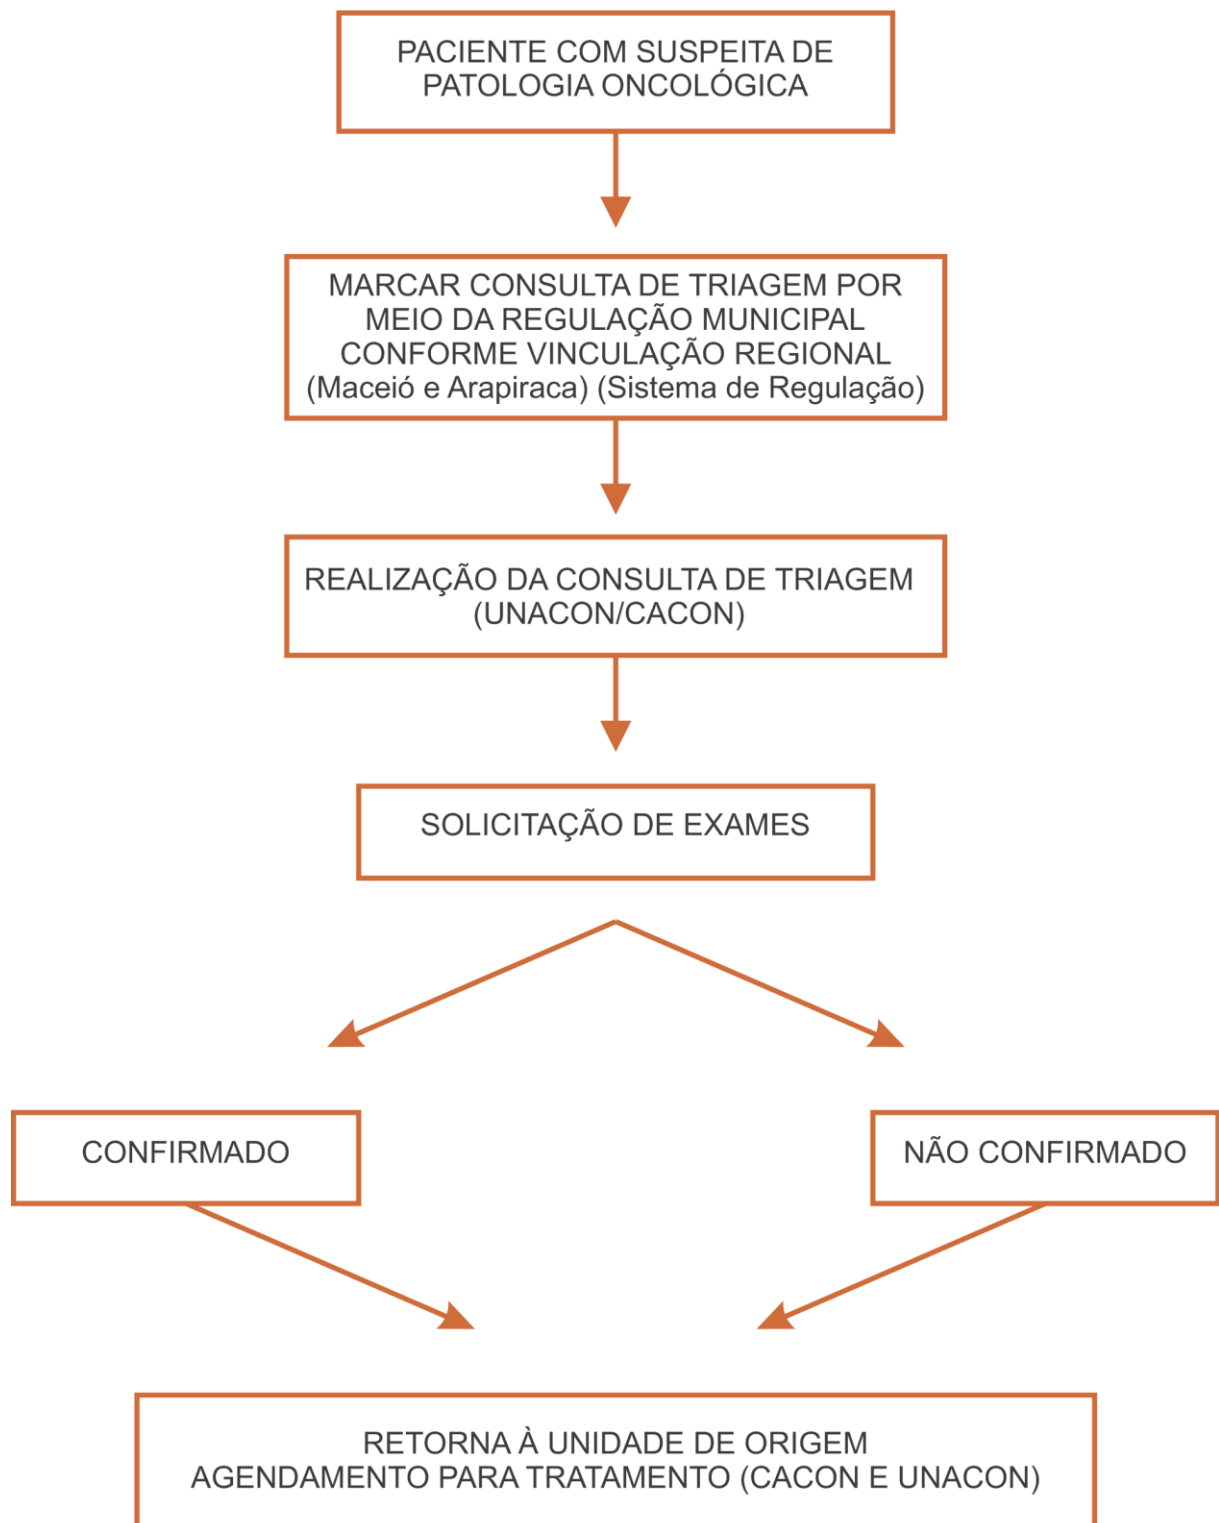 PACIENTE COM SUSPEITA DE
PATOLOGIA ONCOLÓGICA
MARCAR CONSULTA DE TRIAGEM POR
MEIO DA REGULAÇÃO MUNICIPAL
CONFORME VINCULAÇÃO REGIONAL
(Maceió e Arapiraca) (Sistema de Regulação)
REALIZAÇÃO DA CONSULTA DE TRIAGEM
(UNACON/CACON)
SOLICITAÇÃO DE EXAMES
CONFIRMADO
NÃO CONFIRMADO
RETORNA À UNIDADE DE ORIGEM
AGENDAMENTO PARA TRATAMENTO (CACON E UNACON)